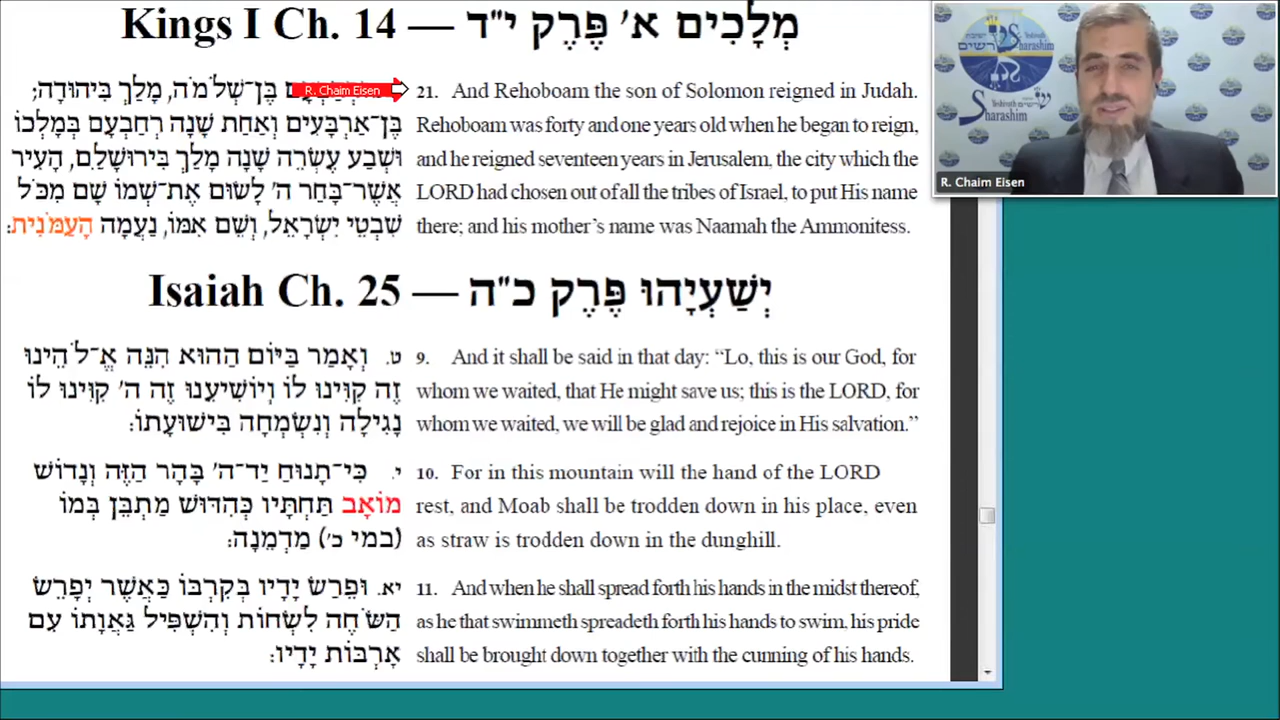 Kings I Ch. 14 — מְלָכִים א׳ פֶּרֶק י״ד
בֶּן־שְׁלֹמֹה, מָלַךְ בִּיהוּדָה;
בֶּן־אַרְבָּעִים וְאַחַת שָׁנָה רְחַבְעָם בְּמָלְכוֹ
וּשְׁבַע עֶשְׂרֵה שָׁנָה מָלַךְ בִּירוּשָׁלִַם, הָעִיר
אֲשֶׁר־בָּחַר ה׳ לָשׂוּם אֶת־שְׁמוֹ שָׁם מִכֹּל
שִׁבְטֵי יִשְׂרָאֵל, וְשֵׁם אִמּוֹ, נַעֲמָה הָעַמֹּנִית:
R. Chaim Eisen
21. And Rehoboam the son of Solomon reigned in Judah.
Rehoboam was forty and one years old when he began to reign,
and he reigned seventeen years in Jerusalem, the city which the
LORD had chosen out of all the tribes of Israel, to put His name
there; and his mother’s name was Naamah the Ammonitess.
Isaiah Ch. 25 — יְשַׁעְיָהוּ פֶּרֶק כ״ה
ט. וְאָמַר בַּיּוֹם הַהוּא הִנֵּה אֱ־לֹהֵינוּ
זֶה קִוִּינוּ לוֹ וְיוֹשִׁיעֵנוּ זֶה ה׳ קִוִּינוּ לוֹ
נָגִילָה וְנִשְׂמְחָה בִּישׁוּעָתוֹ:
9. And it shall be said in that day: “Lo, this is our God, for
whom we waited, that He might save us; this is the LORD, for
whom we waited, we will be glad and rejoice in His salvation.”
י. כִּי־תָנוּחַ יַד־ה׳ בָּהָר הַזֶּה וְנָדוֹשׁ
מוֹאָב תַּחְתָּיו כְּהִדּוּשׁ מַתְבֵּן בְּמוֹ
(במי כ׳) מַדְמֵנָה:
10. For in this mountain will the hand of the LORD
rest, and Moab shall be trodden down in his place, even
as straw is trodden down in the dunghill.
יא. וּפֵרַשׂ יָדָיו בְּקִרְבּוֹ כַּאֲשֶׁר יְפָרֵשׂ
הַשֹּׂחֶה לִשְׂחוֹת וְהִשְׁפִּיל גַּאֲוָתוֹ עִם
אָרְבּוֹת יָדָיו:
11. And when he shall spread forth his hands in the midst thereof,
as he that swimmeth spreadeth forth his hands to swim, his pride
shall be brought down together with the cunning of his hands.
שרשים
Sharashim
Yeshivath
Sharashim
R. Chaim Eisen